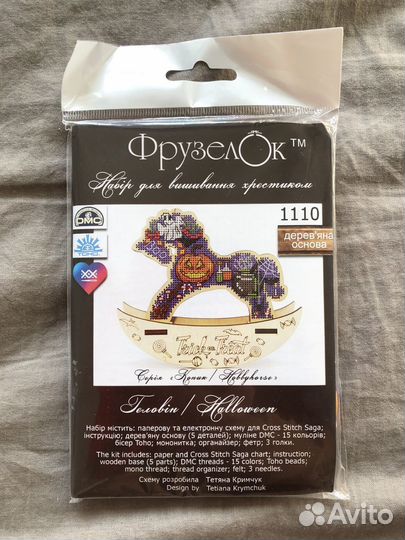 ФрузелОк™
Набір для вишивання хрестиком
1110
DMC
дерев'яна
основа
TOHO
Trick or Treat
Серія «Коник / Hobbyhorse»
Геловін / Halloween
Набір містить: паперову та електронну схему для Cross Stitch Saga;
інструкцію; дерев'яну основу (5 деталей); муліне DMC - 15 кольорів;
бісер Toho; мононитка; органайзер; фетр; 3 голки.
The kit includes: paper and Cross Stitch Saga chart; instruction;
wooden base (5 parts); DMC threads - 15 colors; Toho beads;
mono thread; thread organizer; felt; 3 needles.
Схему розробила Тетяна Кримчук
Design by Tetiana Krymchuk
Avito